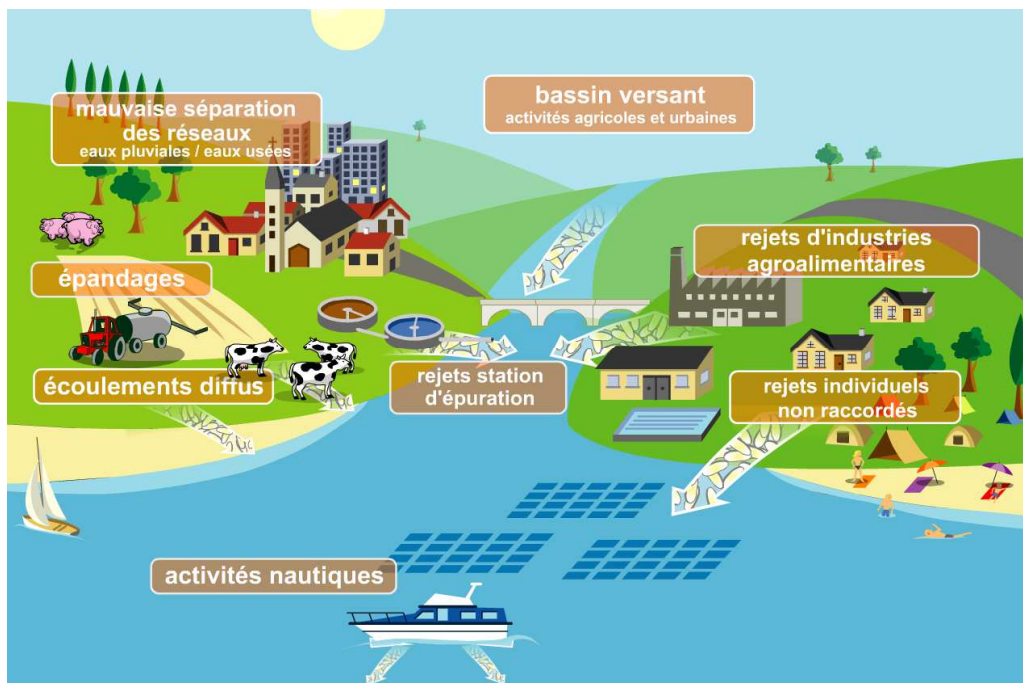 mauvaise séparation
des réseaux
eaux pluviales / eaux usées
bassin versant
activités agricoles et urbaines
rejets d'industries
agroalimentaires
épandages
écoulements diffus
rejets station
d'épuration
rejets individuels
non raccordés
activités nautiques